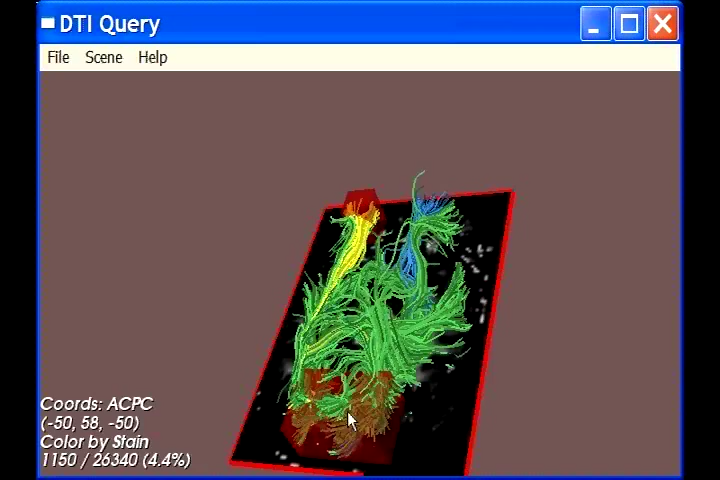 DTI Query
File Scene Help
Coords: ACPC
(-50, 58, -50)
Color by Stain
1150 / 26340 (4.4%)